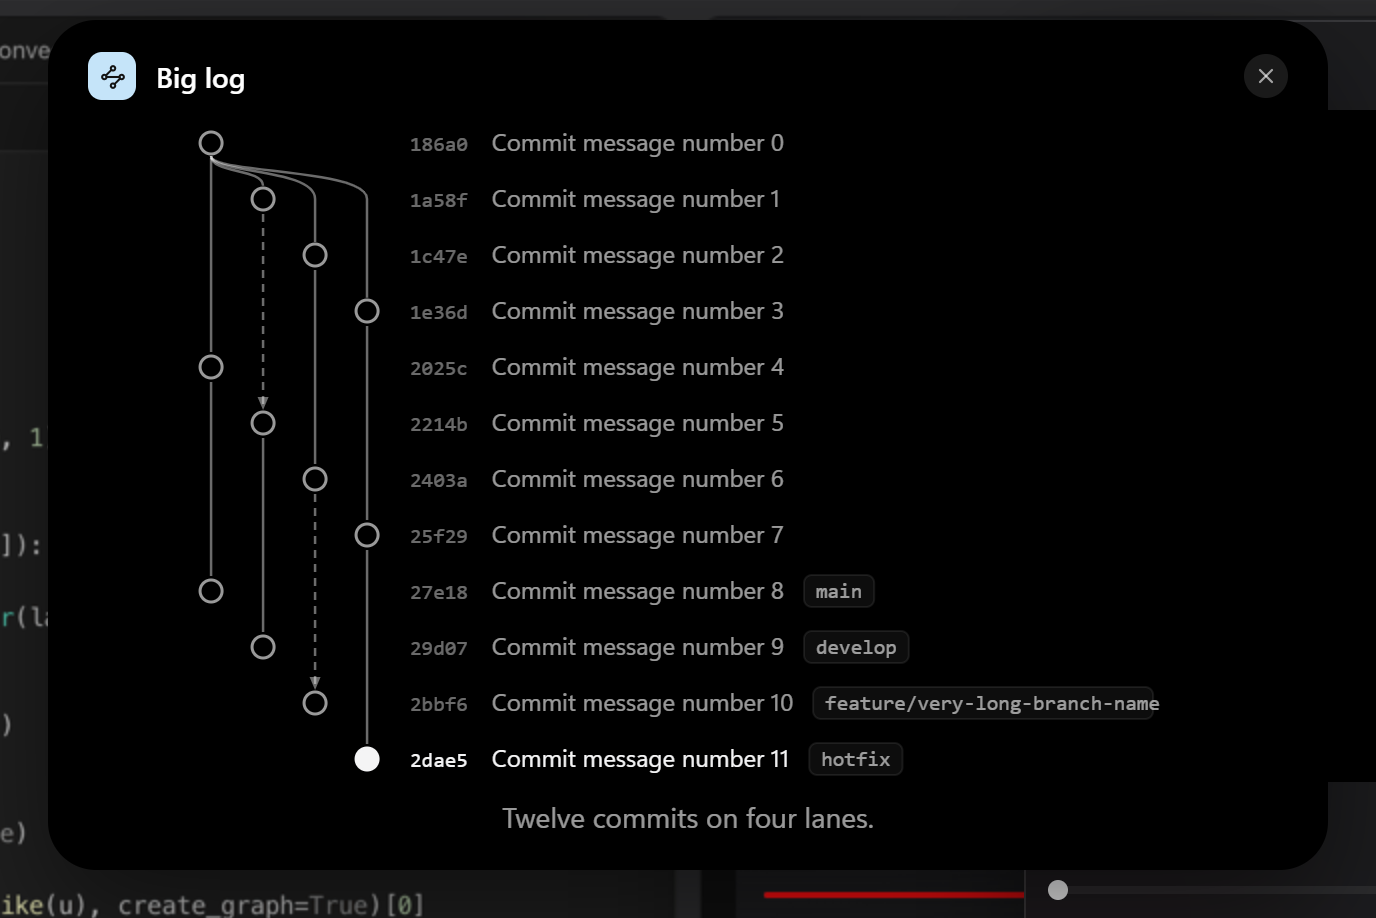 onve
Big log
186a0 Commit message number 0
1a58f Commit message number 1
1c47e Commit message number 2
1e36d Commit message number 3
2025c Commit message number 4
, 1
2214b Commit message number 5
2403a Commit message number 6
]):
25f29 Commit message number 7
27e18 Commit message number 8 main
r(la
29d07 Commit message number 9 develop
2bbf6 Commit message number 10 feature/very-long-branch-name
)
2dae5 Commit message number 11 hotfix
Twelve commits on four lanes.
e)
ike(u), create_graph=True)[0]